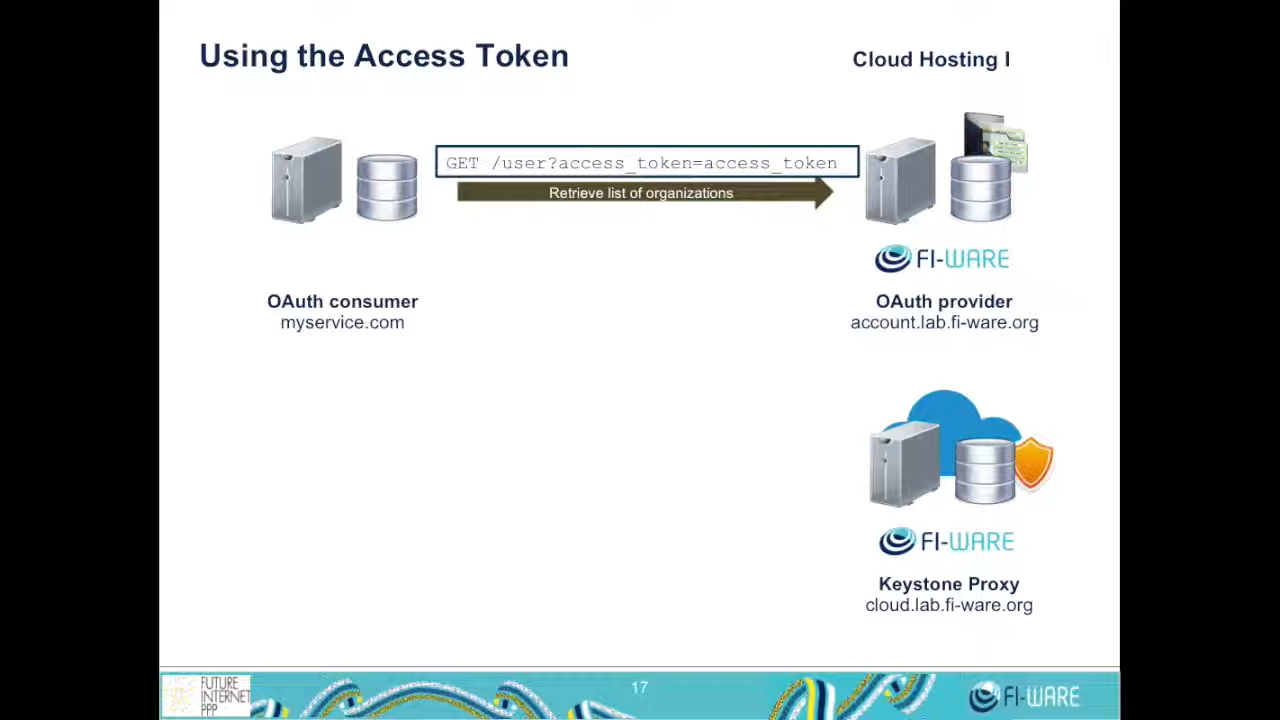 Using the Access Token
Cloud Hosting I
GET /user?access_token=access_token
Retrieve list of organizations
FI-WARE
OAuth consumer
myservice.com
OAuth provider
account.lab.fi-ware.org
FI-WARE
Keystone Proxy
cloud.lab.fi-ware.org
FUTURE
INTERNET
PPP
17
FI-WARE